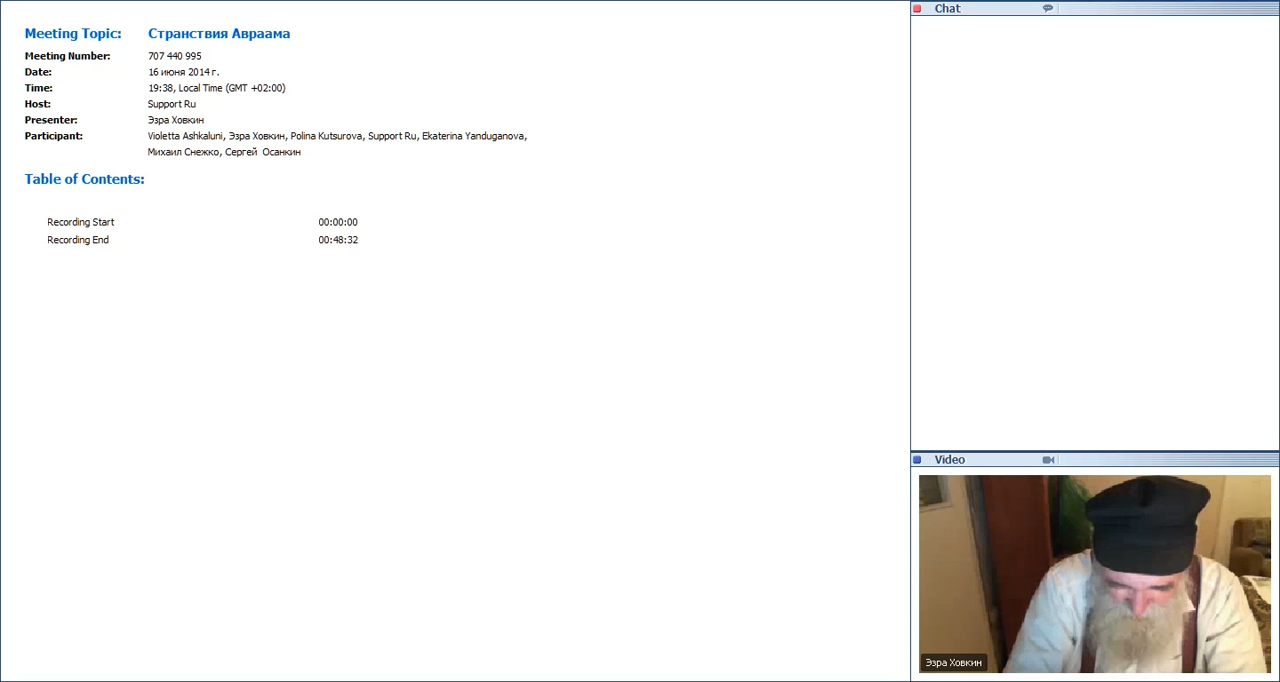 Meeting Topic: Странствия Авраама
Meeting Number: 707 440 995
Date: 16 июня 2014 г.
Time: 19:38, Local Time (GMT +02:00)
Host: Support Ru
Presenter: Эзра Ховкин
Participant: Violetta Ashkaluni, Эзра Ховкин, Polina Kutsurova, Support Ru, Ekaterina Yanduganova,
Михаил Снежко, Сергей Осанкин
Table of Contents:
Recording Start 00:00:00
Recording End 00:48:32
Chat
Video
Эзра Ховкин